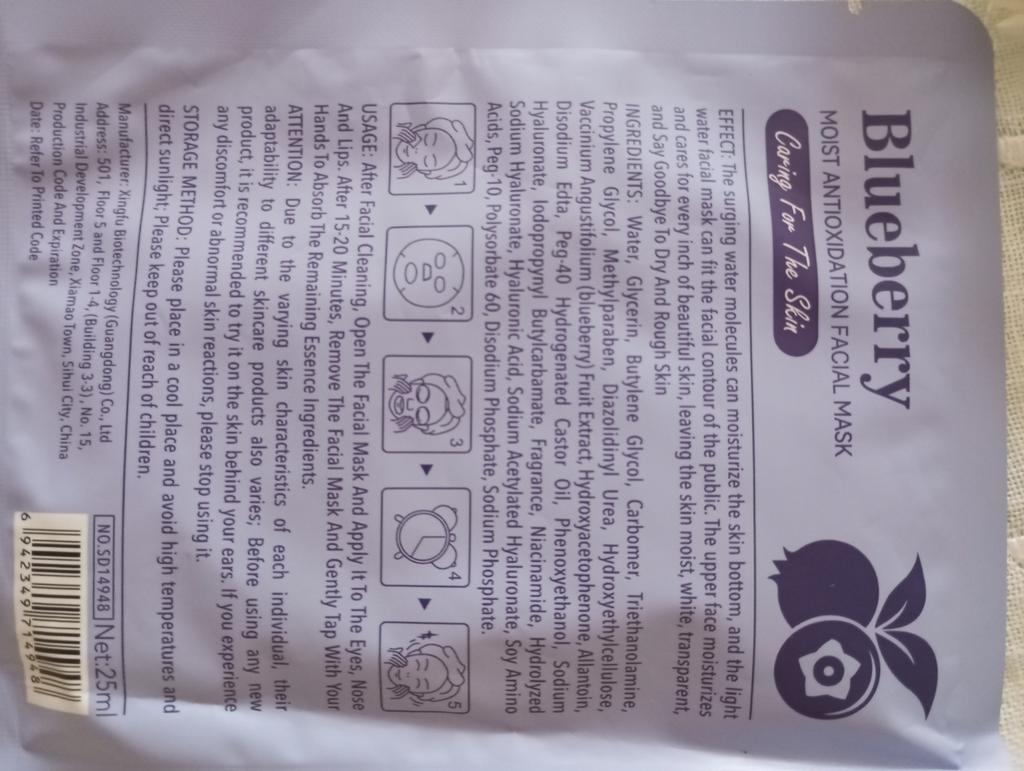 Blueberry
MOIST ANTIOXIDATION FACIAL MASK
Caring For The Skin
EFFECT: The surging water molecules can moisturize the skin bottom, and the light
water facial mask can fit the facial contour of the public. The upper face moisturizes
and cares for every inch of beautiful skin, leaving the skin moist, white, transparent,
and Say Goodbye To Dry And Rough Skin
INGREDIENTS: Water, Glycerin, Butylene Glycol, Carbomer, Triethanolamine,
Propylene Glycol, Methylparaben, Diazolidinyl Urea, Hydroxyethylcellulose,
Vaccinium Angustifolium (blueberry) Fruit Extract, Hydroxyacetophenone, Allantoin,
Disodium Edta, Peg-40 Hydrogenated Castor Oil, Phenoxyethanol, Sodium
Hyaluronate, Iodopropynyl Butylcarbamate, Fragrance, Niacinamide, Hydrolyzed
Sodium Hyaluronate, Hyaluronic Acid, Sodium Acetylated Hyaluronate, Soy Amino
Acids, Peg-10, Polysorbate 60, Disodium Phosphate, Sodium Phosphate.
1
2
3
4
5
USAGE: After Facial Cleaning, Open The Facial Mask And Apply It To The Eyes, Nose
And Lips. After 15-20 Minutes, Remove The Facial Mask And Gently Tap With Your
Hands To Absorb The Remaining Essence Ingredients.
ATTENTION: Due to the varying skin characteristics of each individual, their
adaptability to different skincare products also varies; Before using any new
product, it is recommended to try it on the skin behind your ears. If you experience
any discomfort or abnormal skin reactions, please stop using it.
STORAGE METHOD: Please place in a cool place and avoid high temperatures and
direct sunlight; Please keep out of reach of children.
Manufacturer: Xingfu Biotechnology (Guangdong) Co., Ltd
Address: 501, Floor 5 and Floor 1-4, (Building 3-3), No. 15,
Industrial Development Zone, Xiamao Town, Sihui City, China
Production Code And Expiration
Date: Refer To Printed Code
NO.SD14948 Net:25ml
6 942349 714948